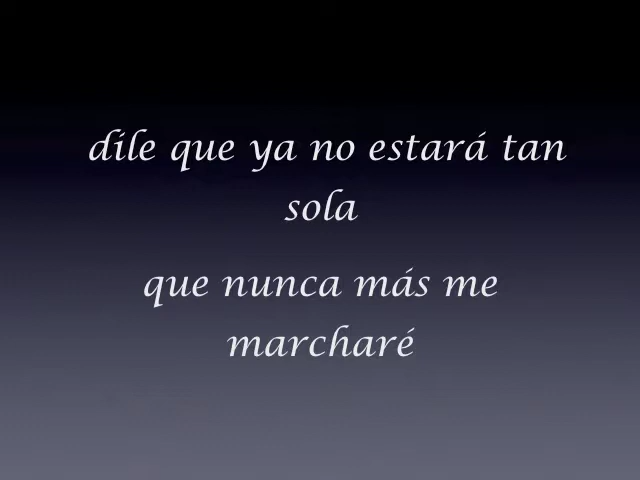 dile que ya no estará tan
sola
que nunca más me
marcharé